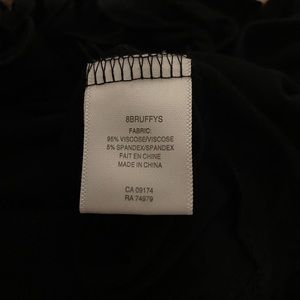 8BRUFFYS
FABRIC:
95% VISCOSE/VISCOSE
5% SPANDEX/SPANDEX
FAIT EN CHINE
MADE IN CHINA
CA 09174
RA 74979